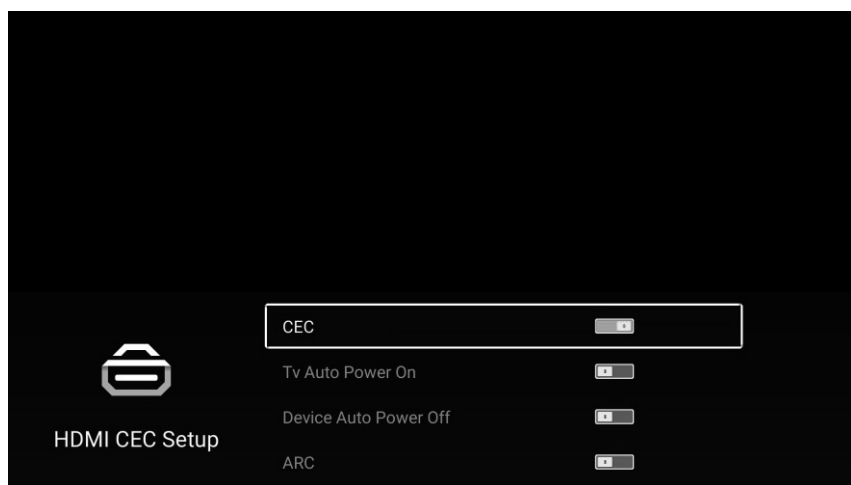 CEC
Tv Auto Power On
Device Auto Power Off
HDMI CEC Setup
ARC